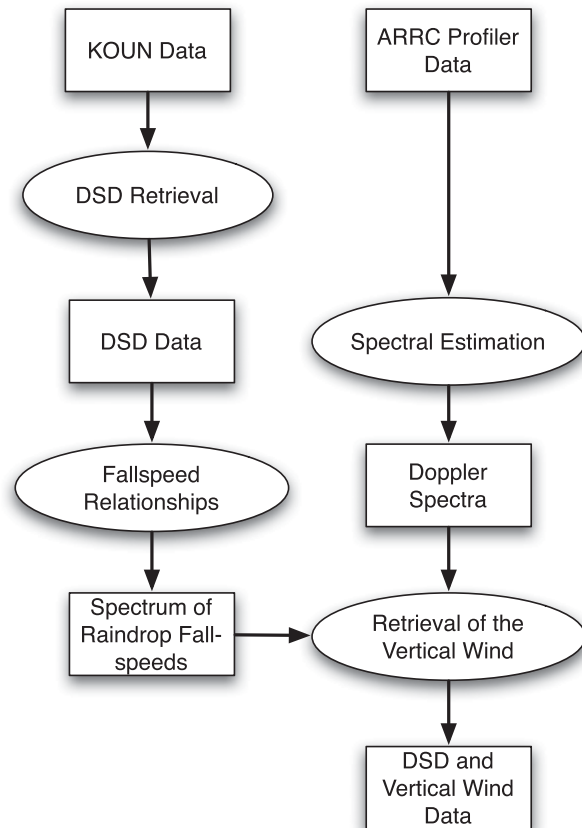 KOUN Data
ARRC Profiler
Data
DSD Retrieval
DSD Data
Spectral Estimation
Fallspeed
Relationships
Doppler
Spectra
Spectrum of
Raindrop Fall-
speeds
Retrieval of the
Vertical Wind
DSD and
Vertical Wind
Data